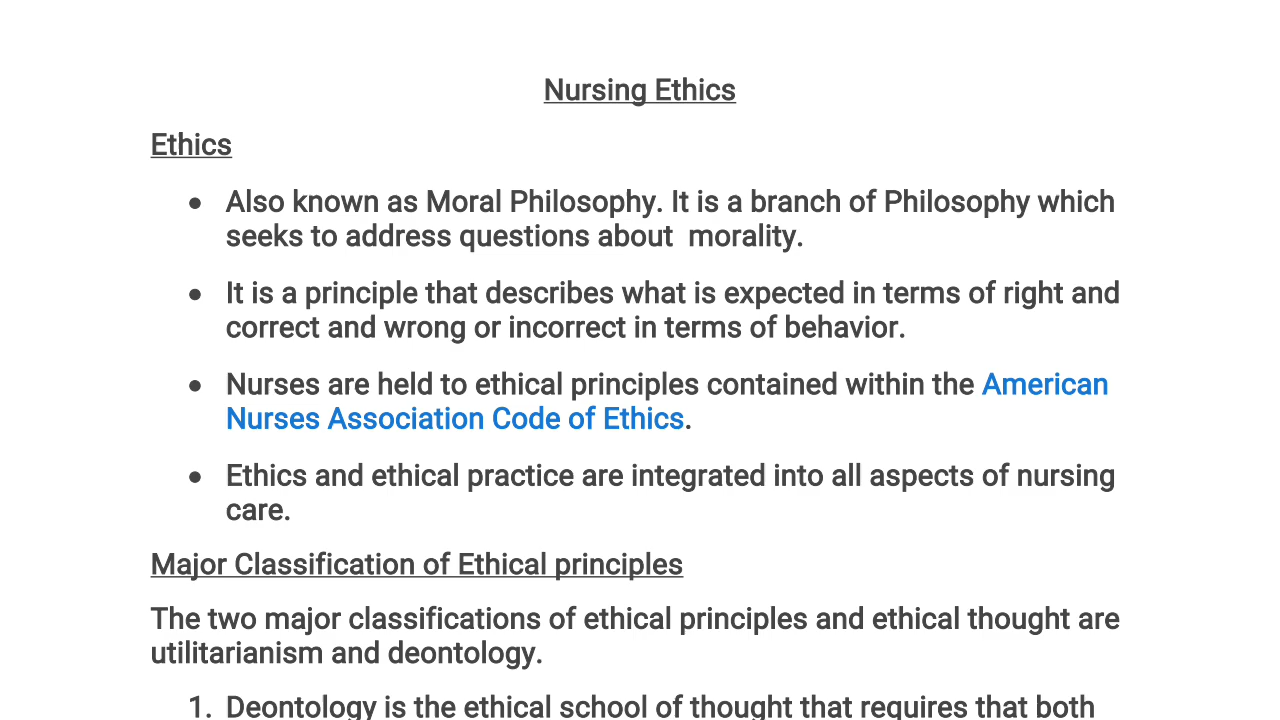 Nursing Ethics
Ethics
• Also known as Moral Philosophy. It is a branch of Philosophy which
seeks to address questions about  morality.
• It is a principle that describes what is expected in terms of right and
correct and wrong or incorrect in terms of behavior.
• Nurses are held to ethical principles contained within the American
Nurses Association Code of Ethics.
• Ethics and ethical practice are integrated into all aspects of nursing
care.
Major Classification of Ethical principles
The two major classifications of ethical principles and ethical thought are
utilitarianism and deontology.
1. Deontology is the ethical school of thought that requires that both